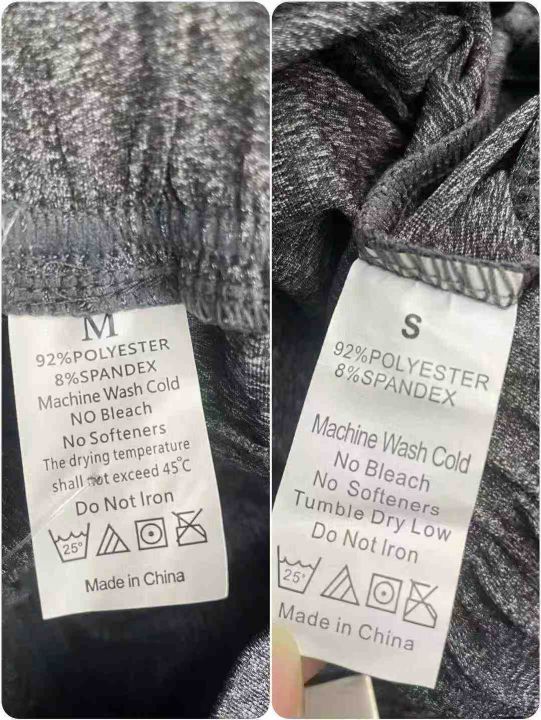 M
92%POLYESTER
8%SPANDEX
Machine Wash Cold
NO Bleach
No Softeners
The drying temperature
shall not exceed 45°C
Do Not Iron
25°
Made in China
S
92%POLYESTER
8%SPANDEX
Machine Wash Cold
No Bleach
No Softeners
Tumble Dry Low
Do Not Iron
25°
Made in China